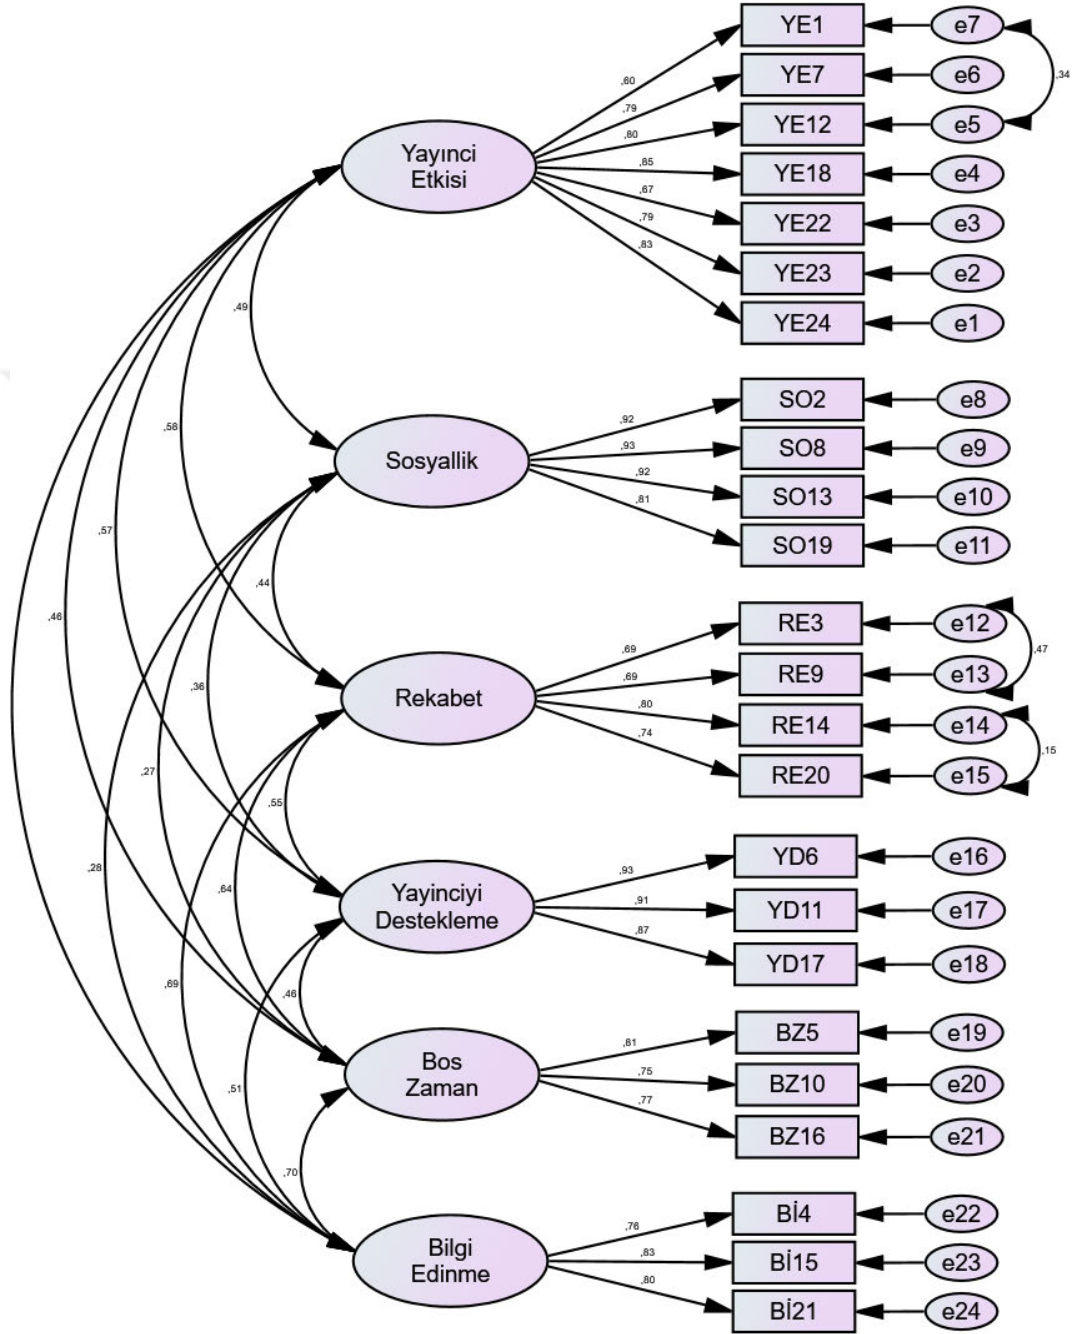 YE1
e7
,34
YE7
e6
YE12
e5
YE18
e4
YE22
e3
YE23
e2
YE24
e1
,60
,79
,80
,85
,67
,79
,83
Yayıncı
Etkisi
,49
SO2
e8
SO8
e9
SO13
e10
SO19
e11
,92
,93
,92
,81
Sosyallik
,58
,57
,44
,46
RE3
e12
,47
RE9
e13
RE14
e14
,15
RE20
e15
,69
,69
,80
,74
Rekabet
,36
,27
,55
YD6
e16
YD11
e17
YD17
e18
,93
,91
,87
Yayinciyi
Destekleme
,28
,64
,69
,46
BZ5
e19
BZ10
e20
BZ16
e21
,81
,75
,77
Bos
Zaman
,51
,70
Bİ4
e22
Bİ15
e23
Bİ21
e24
,76
,83
,80
Bilgi
Edinme